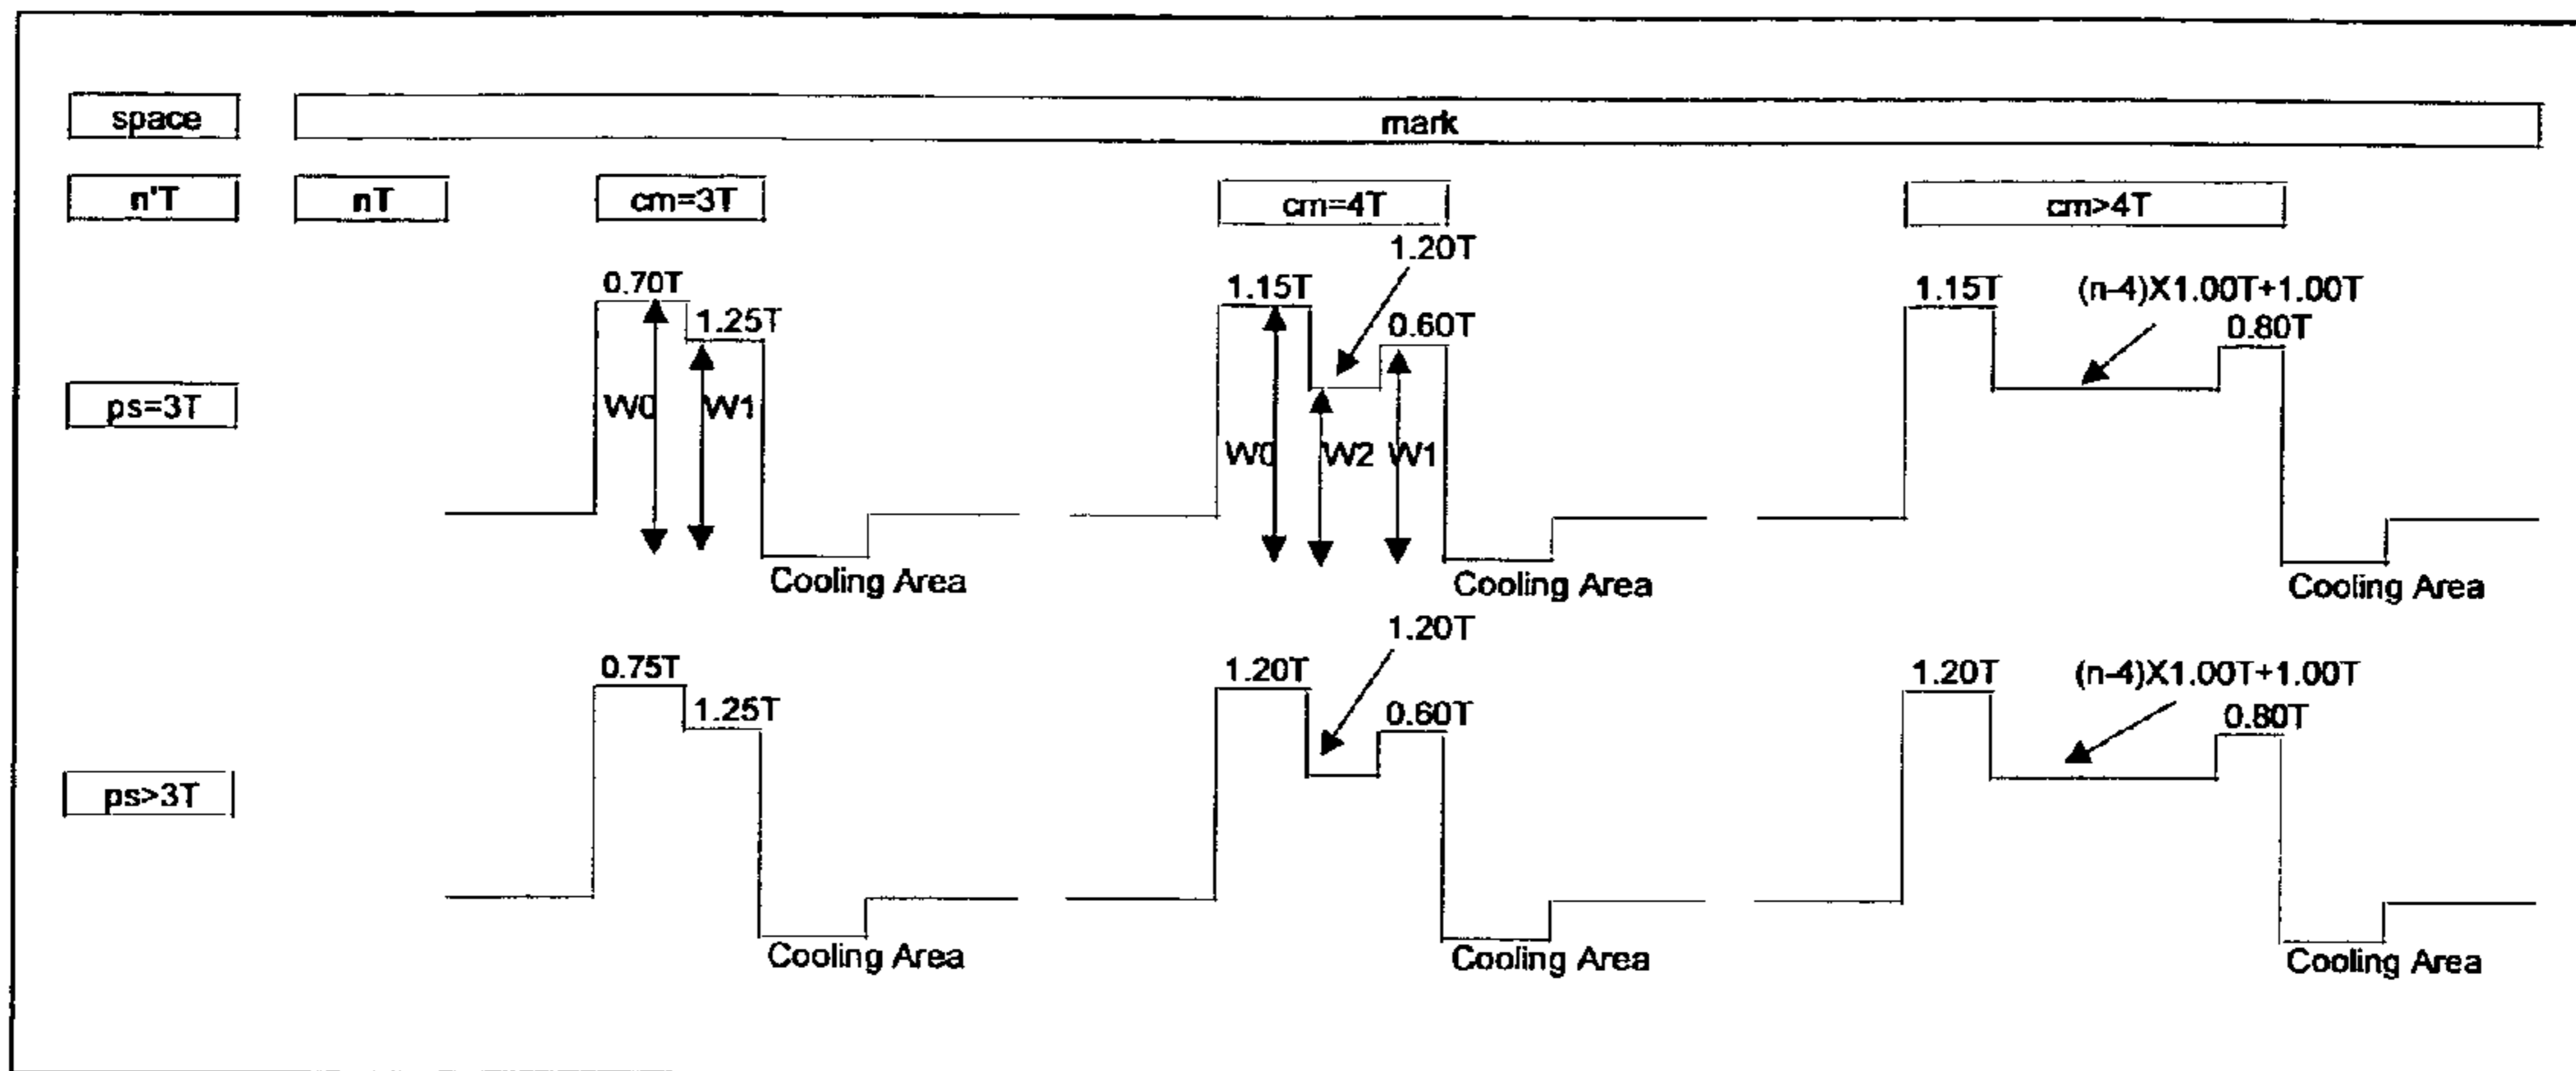 space
mark
n'T
nT
cm=3T
cm=4T
cm>4T
1.20T
0.70T
1.15T
1.15T
(n-4)X1.00T+1.00T
1.25T
0.60T
0.80T
ps=3T
W0
W1
W0
W2
W1
Cooling Area
Cooling Area
Cooling Area
1.20T
0.75T
1.20T
1.20T
(n-4)X1.00T+1.00T
1.25T
0.60T
0.80T
ps>3T
Cooling Area
Cooling Area
Cooling Area